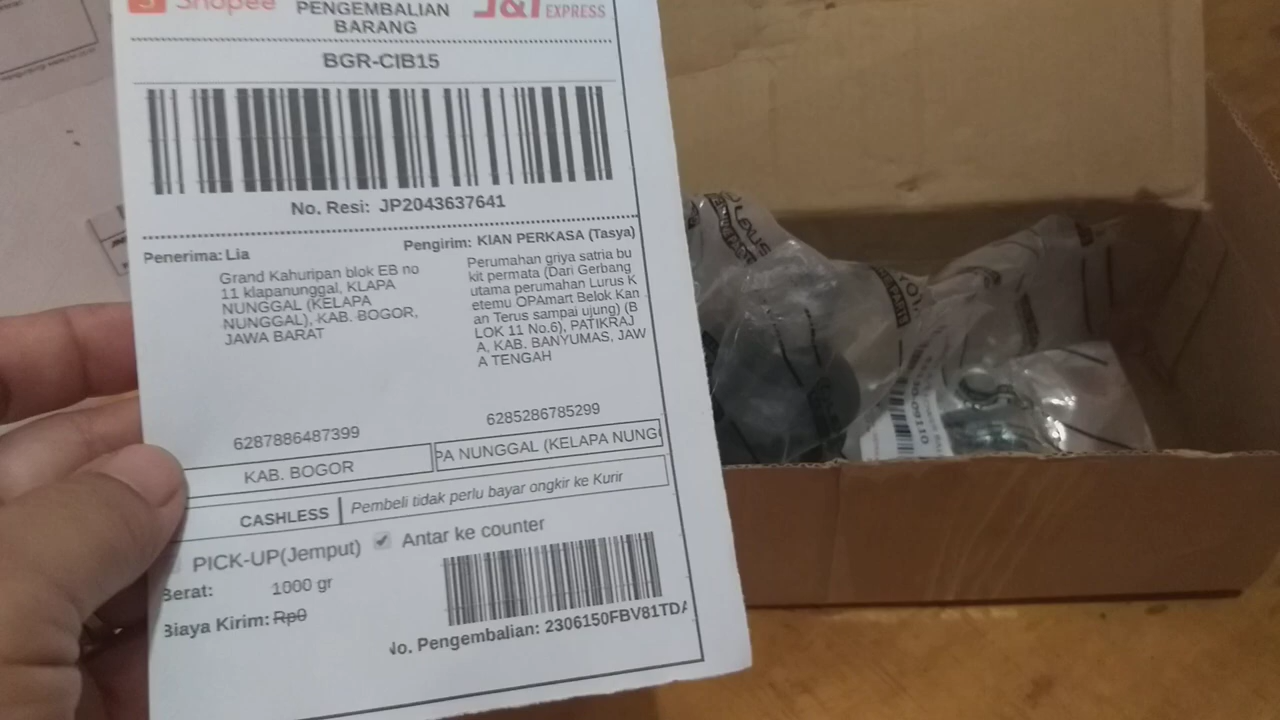 Shopee
PENGEMBALIAN
BARANG
J&T EXPRESS
BGR-CIB15
No. Resi: JP2043637641
Penerima: Lia
Grand Kahuripan blok EB no
11 klapanunggal, KLAPA
NUNGGAL (KELAPA
NUNGGAL), KAB. BOGOR,
JAWA BARAT
6287886487399
Pengirim: KIAN PERKASA (Tasya)
Perumahan griya satria bu
kit permata (Dari Gerbang
utama perumahan Lurus K
etemu OPAmart Belok Kan
an Terus sampai ujung) (B
LOK 11 No.6), PATIKRAJ
A, KAB. BANYUMAS, JAW
A TENGAH
6285286785299
KAB. BOGOR
PA NUNGGAL (KELAPA NUNG
CASHLESS
Pembeli tidak perlu bayar ongkir ke Kurir
PICK-UP(Jemput)
Antar ke counter
Berat: 1000 gr
Biaya Kirim: Rp0
No. Pengembalian: 2306150FBV81TDA